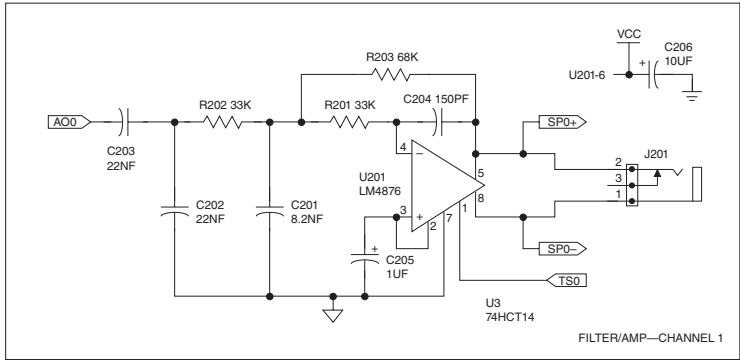 VCC
C206
10UF
+
U201-6
R203 68K
R202 33K
R201 33K
C204 150PF
AO0
SP0+
C203
22NF
4
−
U201
LM4876
5
8
J201
2
3
1
C202
22NF
C201
8.2NF
3
+
2
7
1
+
C205
1UF
SP0−
TS0
U3
74HCT14
FILTER/AMP—CHANNEL 1